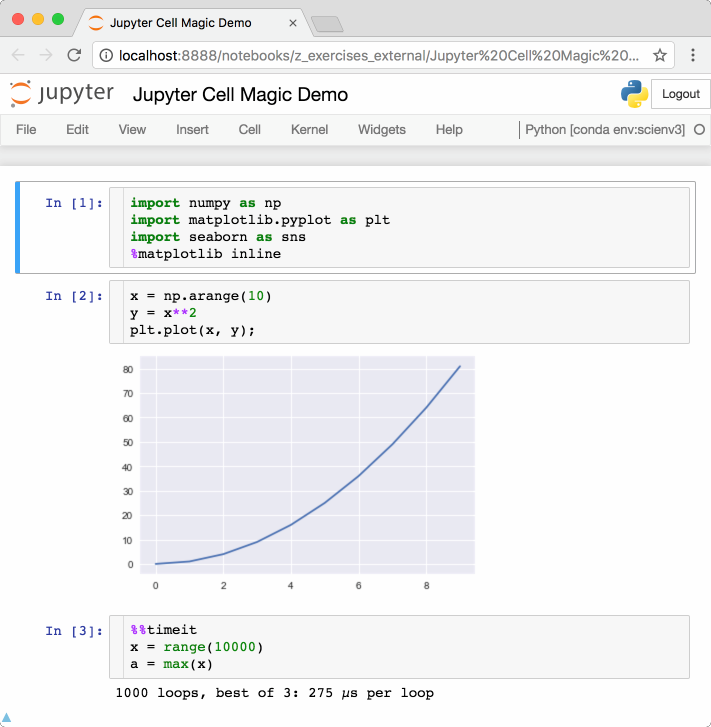 Jupyter Cell Magic Demo
localhost:8888/notebooks/z_exercises_external/Jupyter%20Cell%20Magic%20...
jupyter Jupyter Cell Magic Demo Logout
File Edit View Insert Cell Kernel Widgets Help Python [conda env:scienv3]
In [1]: import numpy as np
import matplotlib.pyplot as plt
import seaborn as sns
%matplotlib inline
In [2]: x = np.arange(10)
y = x**2
plt.plot(x, y);
80
70
60
50
40
30
20
10
0
0 2 4 6 8
In [3]: %%timeit
x = range(10000)
a = max(x)
1000 loops, best of 3: 275 µs per loop